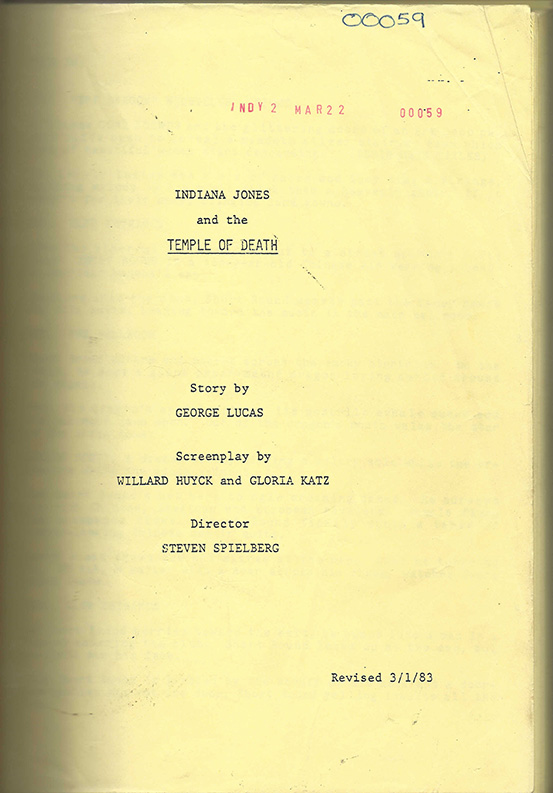 00059
INDY 2 MAR22 00059
INDIANA JONES
and the
TEMPLE OF DEATH
Story by
GEORGE LUCAS
Screenplay by
WILLARD HUYCK and GLORIA KATZ
Director
STEVEN SPIELBERG
Revised 3/1/83